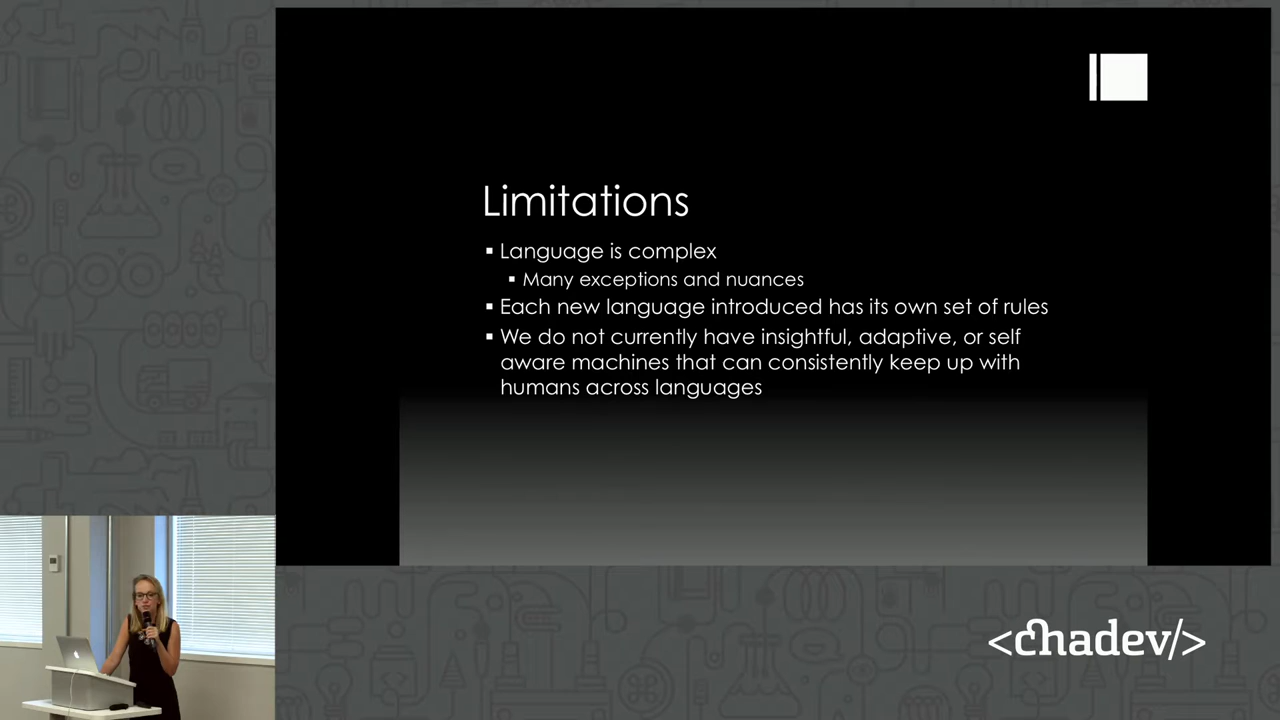 Limitations
▪ Language is complex
▪ Many exceptions and nuances
▪ Each new language introduced has its own set of rules
▪ We do not currently have insightful, adaptive, or self
aware machines that can consistently keep up with
humans across languages
<chadev/>